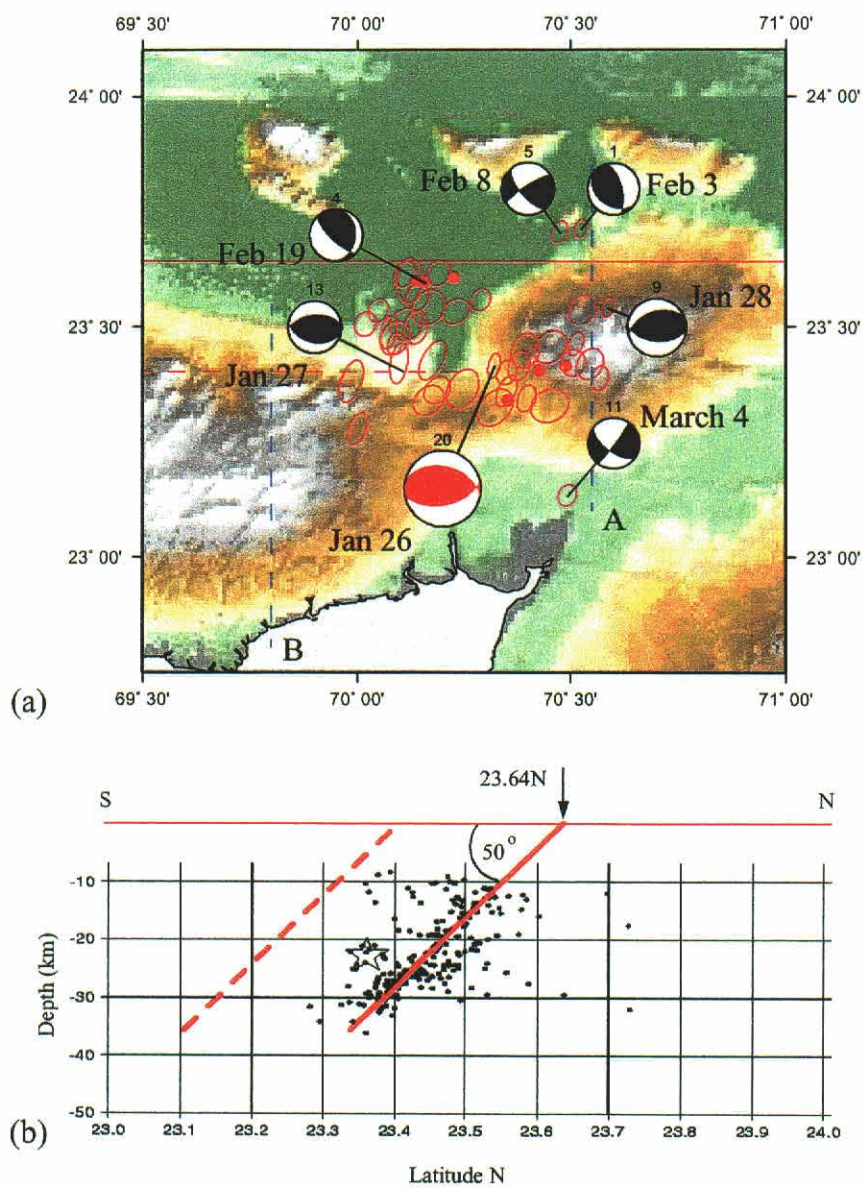 69° 30'
70° 00'
70° 30'
71° 00'
24° 00'
24° 00'
5
1
Feb 8
Feb 3
4
Feb 19
13
9
Jan 28
23° 30'
23° 30'
Jan 27
11
March 4
20
A
Jan 26
23° 00'
23° 00'
B
(a)
69° 30'
70° 00'
70° 30'
71° 00'
23.64N
S
N
50°
-10
-20
-30
-40
-50
Depth (km)
(b)
23.0 23.1 23.2 23.3 23.4 23.5 23.6 23.7 23.8 23.9 24.0
Latitude N